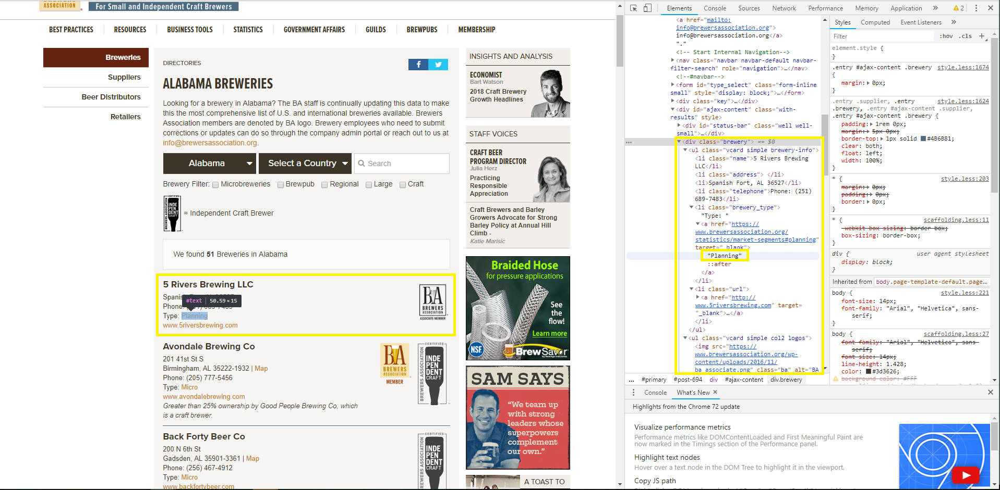 ASSOCIATION
For Small and Independent Craft Brewers
BEST PRACTICES
RESOURCES
BUSINESS TOOLS
STATISTICS
GOVERNMENT AFFAIRS
GUILDS
BREWPUBS
MEMBERSHIP
Breweries
Suppliers
Beer Distributors
Retailers
DIRECTORIES
ALABAMA BREWERIES
Looking for a brewery in Alabama? The BA staff is continually updating this data to make
this the most comprehensive list of U.S. and international breweries available. Brewers
Association members are denoted by BA logo. Brewery employees who need to submit
corrections or updates can do so through the company admin portal or reach out to us at
info@brewersassociation.org.
Alabama
Select a Country
Search
Brewery Filter: Microbreweries Brewpub Regional Large Craft
CERTIFIED
BREWERS ASSOCIATION
INDE
PEN
DENT
CRAFT
= Independent Craft Brewer
We found 51 Breweries in Alabama
5 Rivers Brewing LLC
Spanis
#text 50.59×15
Phone: (251) 689-7483
Type: Planning
www.5riversbrewing.com
BA
BREWERS
ASSOCIATION
ASSOCIATE MEMBER
Avondale Brewing Co
201 41st St S
Birmingham, AL 35222-1932 | Map
Phone: (205) 777-5456
Type: Micro
www.avondalebrewing.com
Greater than 25% ownership by Good People Brewing Co, which
is a craft brewer.
BA
BREWERS
ASSOCIATION
MEMBER
CERTIFIED
BREWERS ASSOCIATION
INDE
PEN
DENT
CRAFT
Back Forty Beer Co
200 N 6th St
Gadsden, AL 35901-3361 | Map
Phone: (256) 467-4912
Type: Micro
www.backfortybeer.com
CERTIFIED
BREWERS ASSOCIATION
INDE
PEN
DENT
CRAFT
INSIGHTS AND ANALYSIS
ECONOMIST
Bart Watson
2018 Craft Brewery
Growth Headlines
STAFF VOICES
CRAFT BEER
PROGRAM DIRECTOR
Julia Herz
Practicing
Responsible
Appreciation
Craft Brewers and Barley
Growers Advocate for Strong
Barley Policy at Annual Hill
Climb -
Katie Marisic
Braided Hose
for pressure applications
See
the
flow!
Learn more
NSF
BrewSavor
SAM SAYS
“We team up
with strong
leaders whose
superpowers
complement
our own.”
A TOAST TO
Elements
Console
Sources
Network
Performance
Memory
Application
»
2
<a href="mailto:
info@brewersassociation.org">
info@brewersassociation.org</a>
"."
<!-- Start Internal Navigation-->
<nav class="navbar navbar-default navbar-
filter-search" role="navigation">…</nav>
<!--#navbar-->
<form id="type_select" class="form-inline
small" style="display: block;">…</form>
<div class="key">…</div>
<div id="ajax-content" class="with-
results" style>
<div id="status-bar" class="well well-
small">…</div>
<div class="brewery"> == $0
<ul class="vcard simple brewery-info">
<li class="name">5 Rivers Brewing
LLC</li>
<li class="address"> </li>
<li>Spanish Fort, AL 36527</li>
<li class="telephone">Phone: (251)
689-7483</li>
<li class="brewery_type">
"Type: "
<a href="https://
www.brewersassociation.org/
statistics/market-segments#planning"
target="_blank">
"Planning"
::after
</a>
</li>
<li class="url">
<a href="http://
www.5riversbrewing.com" target=
"_blank">…</a>
</li>
</ul>
<ul class="vcard simple col2 logos">
<img src="https://
www.brewersassociation.org/wp-
content/uploads/2016/11/
ba_associate.png" class="ba" alt="BA
... #primary #post-694 div #ajax-content div.brewery
Styles
Computed
Event Listeners
»
Filter
:hov .cls +
element.style {
}
.entry #ajax-content .brewery style.less:1674
{
margin: 0px;
}
.entry .supplier, .entry style.less:1624
.brewery, .entry #ajax-content .supplier,
.entry #ajax-content .brewery {
padding: 1rem 0px;
margin: 5px 0px;
border-top: 1px solid #4B6B81;
clear: both;
float: left;
width: 100%;
}
* { style.less:203
margin: 0px;
padding: 0px;
border: 0px;
}
* { scaffolding.less:11
-webkit-box-sizing: border-box;
box-sizing: border-box;
}
div { user agent stylesheet
display: block;
}
Inherited from body.page-template-default.page...
body { style.less:221
font-size: 14px;
font-family: "Arial", "Helvetica", sans-
serif;
}
body { scaffolding.less:27
font-family: "Arial", "Helvetica", sans-
serif;
font-size: 14px;
line-height: 1.428;
color: #3d3626;
background-color: #FFF
Console
What's New
Highlights from the Chrome 72 update
Visualize performance metrics
Performance metrics like DOMContentLoaded and First Meaningful Paint are
now marked in the Timings section of the Performance panel.
Highlight text nodes
Hover over a text node in the DOM Tree to highlight it in the viewport.
Copy JS path